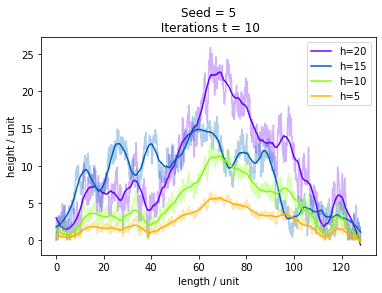 Seed = 5
Iterations t = 10
height / unit
25
20
15
10
5
0
h=20
h=15
h=10
h=5
0 20 40 60 80 100 120
length / unit